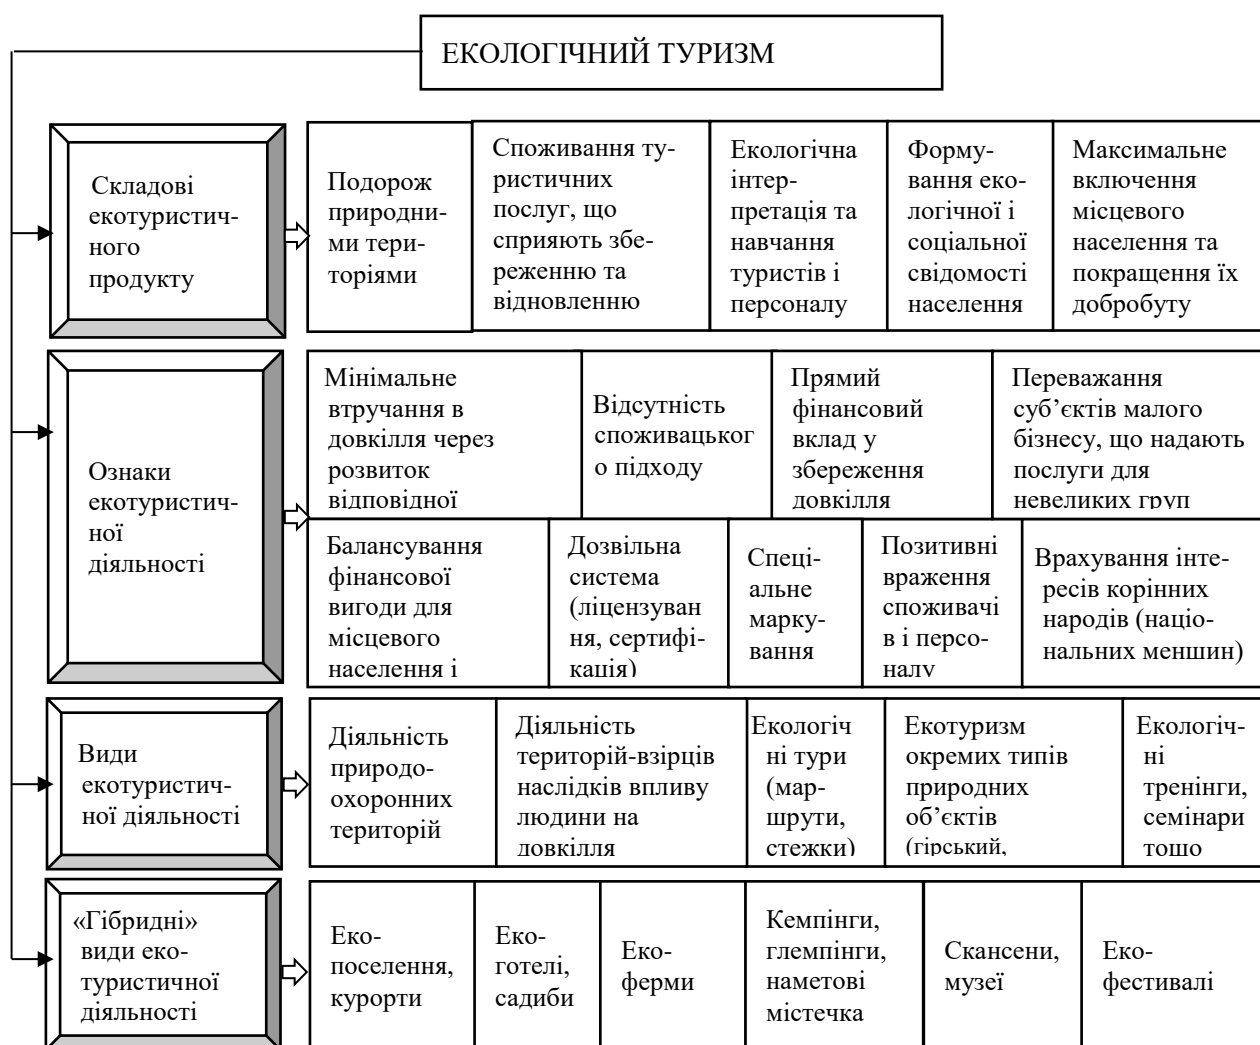 ЕКОЛОГІЧНИЙ ТУРИЗМ
Складові
екотуристич-
ного
продукту
Подорож
природни-
ми тери-
торіями
Споживання ту-
ристичних
послуг, що
сприяють збе-
реженню та
відновленню
Екологічна
інтер-
претація та
навчання
туристів і
персоналу
Форму-
вання еко-
логічної і
соціальної
свідомості
населення
Максимальне
включення
місцевого
населення та
покращення їх
добробуту
Ознаки
екотуристич-
ної
діяльності
Мінімальне
втручання в
довкілля через
розвиток
відповідної
Відсутність
споживацьког
о підходу
Прямий
фінансовий
вклад у
збереження
довкілля
Переважання
суб’єктів малого
бізнесу, що надають
послуги для
невеликих груп
Балансування
фінансової
вигоди для
місцевого
населення і
Дозвільна
система
(ліцензуван
ня, сертифі-
кація)
Спеці-
альне
марку-
вання
Позитивні
враження
споживачі
в і персо-
налу
Врахування інте-
ресів корінних
народів (націо-
нальних меншин)
Види
екотуристич-
ної діяльності
Діяльність
природо-
охоронних
територій
Діяльність
територій-взірців
наслідків впливу
людини на
довкілля
Екологіч
ні тури
(мар-
шрути,
стежки)
Екотуризм
окремих типів
природних
об’єктів
(гірський,
Екологіч-
ні
тренінги,
семінари
тощо
«Гібридні»
види еко-
туристичної
діяльності
Еко-
поселення,
курорти
Еко-
готелі,
садиби
Еко-
ферми
Кемпінги,
глемпінги,
наметові
містечка
Скансени,
музеї
Еко-
фестивалі